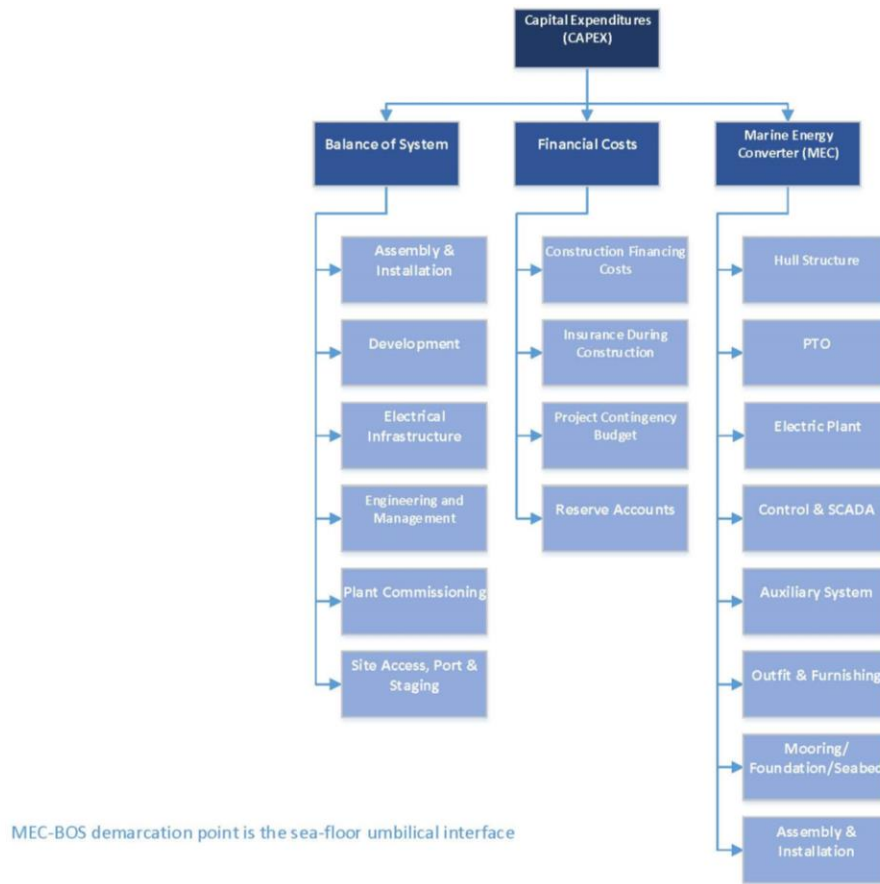 Capital Expenditures
(CAPEX)
Balance of System
Financial Costs
Marine Energy
Converter (MEC)
Assembly &
Installation
Development
Electrical
Infrastructure
Engineering and
Management
Plant Commissioning
Site Access, Port &
Staging
Construction Financing
Costs
Insurance During
Construction
Project Contingency
Budget
Reserve Accounts
Hull Structure
PTO
Electric Plant
Control & SCADA
Auxiliary System
Outfit & Furnishing
Mooring/
Foundation/Seabed
Assembly &
Installation
MEC-BOS demarcation point is the sea-floor umbilical interface